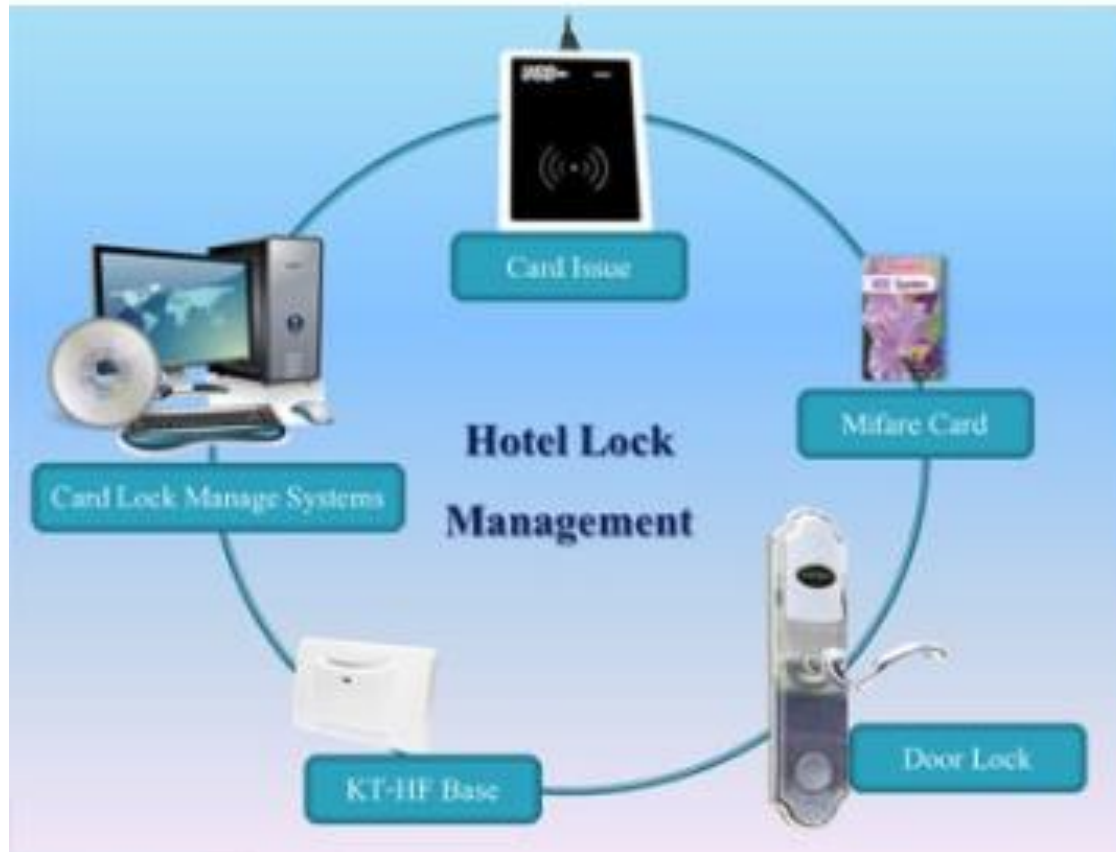 Card Issue
Mifare Card
Hotel Lock
Management
Card Lock Manage Systems
Door Lock
KT-HF Base